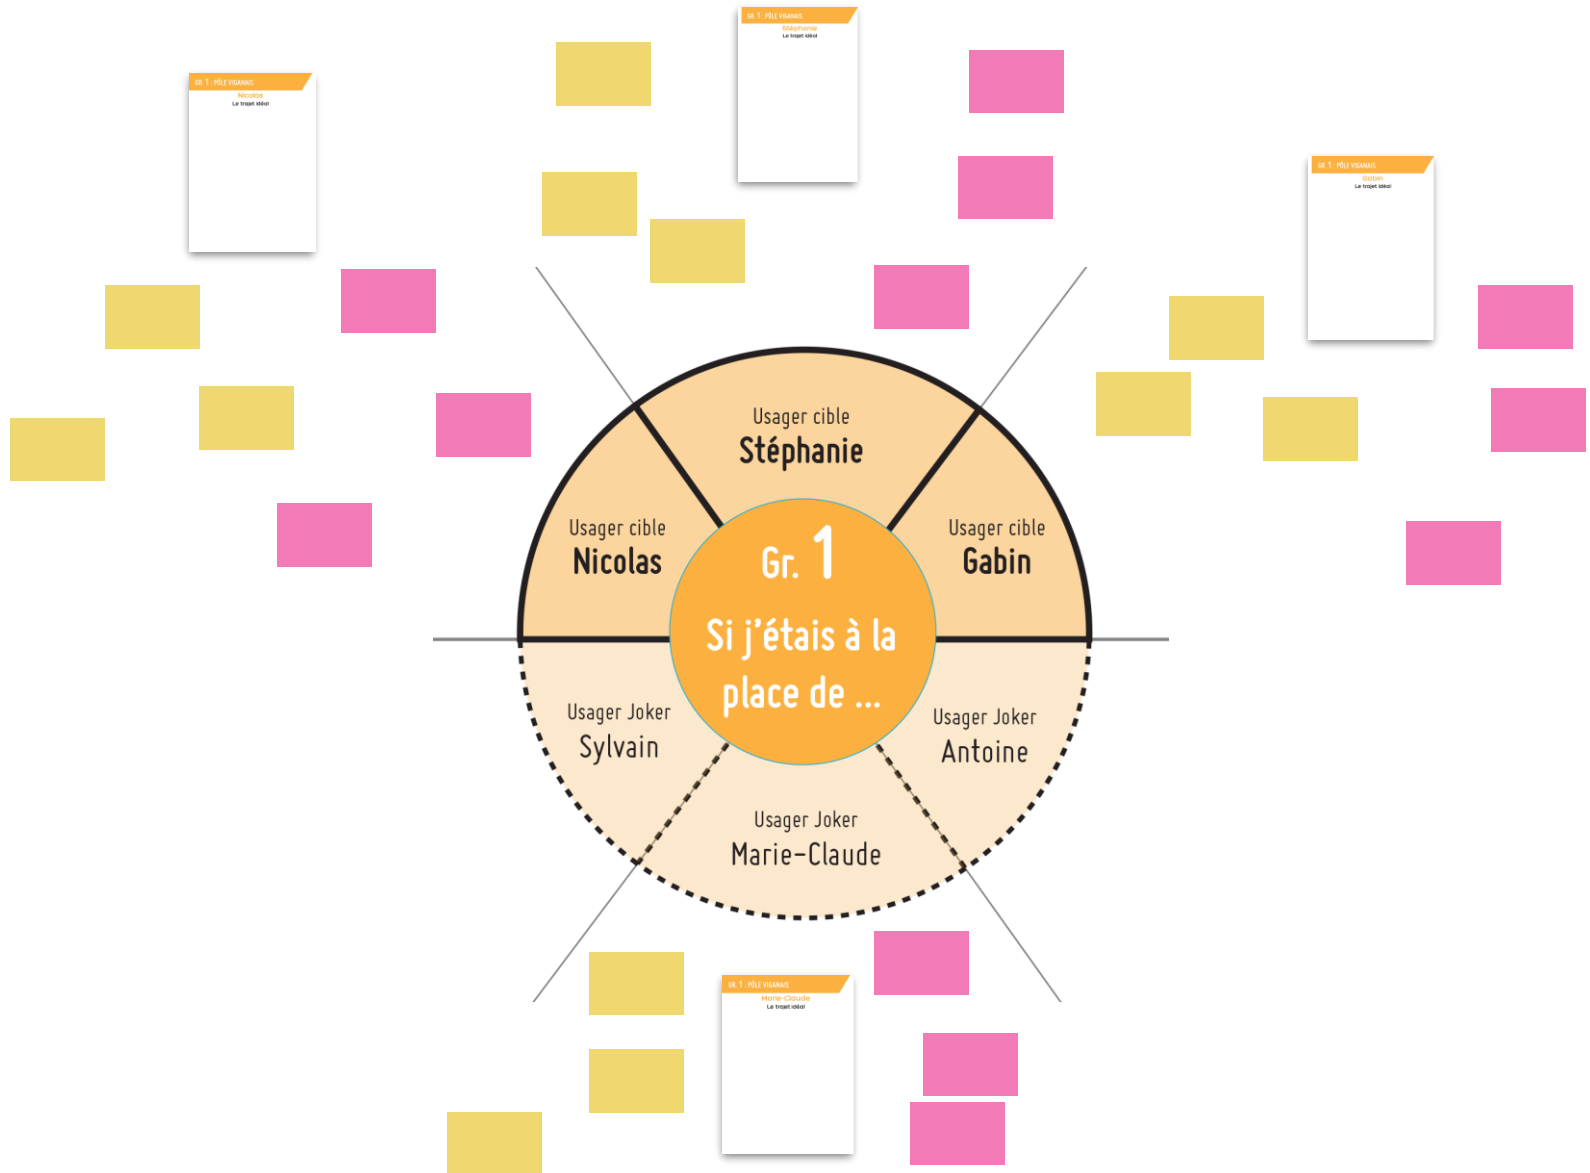 GR. 1 : PÔLE VIGANAIS
Stéphanie
Le trajet idéal
GR. 1 : PÔLE VIGANAIS
Nicolas
Le trajet idéal
GR. 1 : PÔLE VIGANAIS
Gabin
Le trajet idéal
Usager cible
Stéphanie
Usager cible
Nicolas
Usager cible
Gabin
Gr. 1
Si j'étais à la
place de ...
Usager Joker
Sylvain
Usager Joker
Antoine
Usager Joker
Marie-Claude
GR. 1 : PÔLE VIGANAIS
Marie-Claude
Le trajet idéal